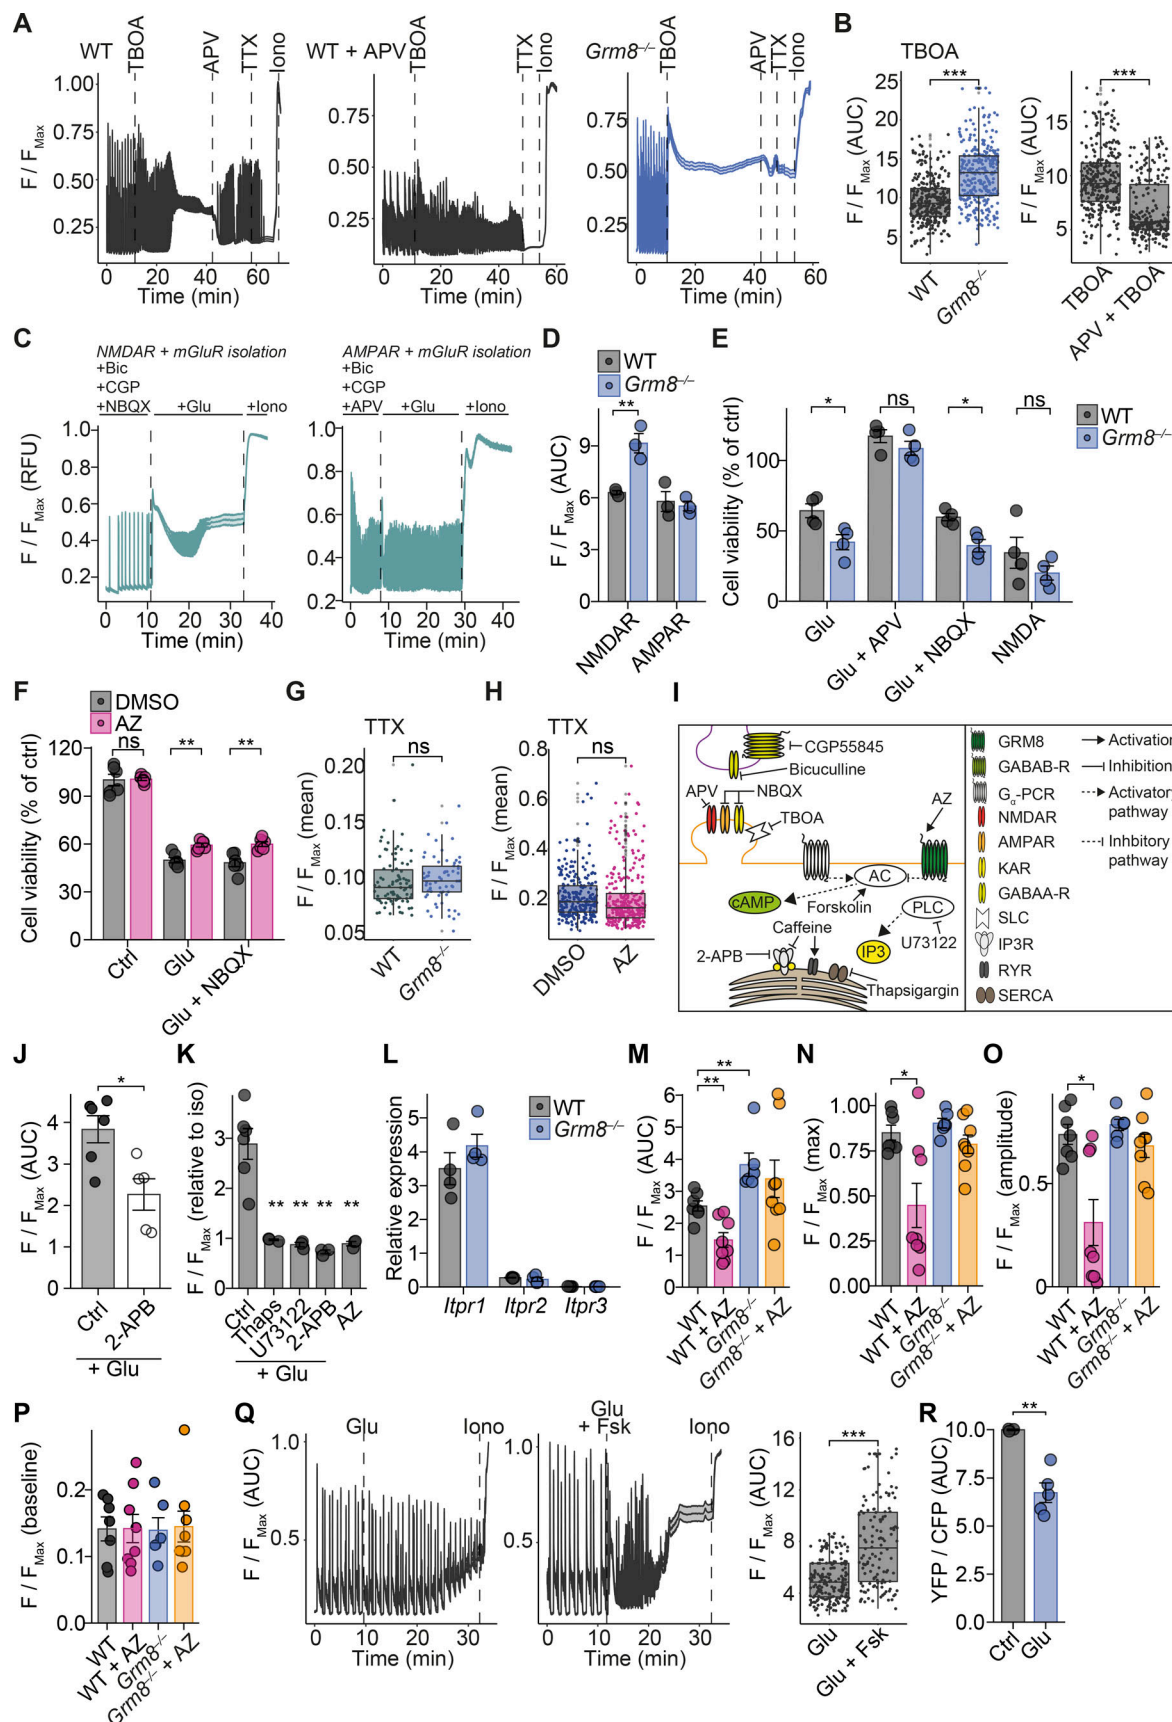 A
WT
TBOA
APV
TTX
Iono
WT + APV
TBOA
TTX
Iono
Grm8–/–
APV
TTX
Iono
F / FMax
1.00
0.75
0.50
0.25
0 20 40 60
Time (min)
0.75
0.50
0.25
0 20 40 60
Time (min)
0.75
0.50
0.25
0 20 40 60
Time (min)
B
TBOA
F / FMax (AUC)
25
20
15
10
5
***
WT
Grm8–/–
F / FMax (AUC)
15
10
5
***
TBOA
APV + TBOA
C
NMDAR + mGluR isolation
+Bic
+CGP
+NBQX +Glu +Iono
F / FMax (RFU)
1.0
0.8
0.6
0.4
0.2
0 10 20 30 40
Time (min)
AMPAR + mGluR isolation
+Bic
+CGP
+APV +Glu +Iono
1.0
0.8
0.6
0.4
0.2
0 10 20 30 40
Time (min)
D
WT
Grm8–/–
F / FMax (AUC)
9
6
3
0
**
NMDAR
AMPAR
E
WT
Grm8–/–
Cell viability (% of ctrl)
100
50
0
* ns * ns
Glu
Glu + APV
Glu + NBQX
NMDA
F
DMSO
AZ
Cell viability (% of ctrl)
120
90
60
30
0
ns ** **
Ctrl
Glu
Glu + NBQX
G
TTX
ns
F / FMax (mean)
0.20
0.15
0.10
0.05
WT
Grm8–/–
H
TTX
ns
F / FMax (mean)
0.8
0.6
0.4
0.2
DMSO
AZ
I
CGP55845
Bicuculline
APV
NBQX
TBOA
AZ
AC
cAMP
Forskolin
PLC
IP3
U73122
Caffeine
2-APB
Thapsigargin
GRM8
GABAB-R
Gα-PCR
NMDAR
AMPAR
KAR
GABAA-R
SLC
IP3R
RYR
SERCA
Activation
Inhibition
Activatory
pathway
Inhbitory
pathway
J
F / FMax (AUC)
5
4
3
2
1
0
*
Ctrl
2-APB
+ Glu
K
F / FMax (relative to iso)
4
3
2
1
0
** ** ** **
Ctrl
Thaps
U73122
2-APB
AZ
+ Glu
L
WT
Grm8–/–
Relative expression
6
4
2
0
Itpr1 Itpr2 Itpr3
M
F / FMax (AUC)
6
5
4
3
2
1
0
**
**
WT
WT + AZ
Grm8–/–
Grm8–/– + AZ
N
F / FMax (max)
1.00
0.75
0.50
0.25
0.00
*
WT
WT + AZ
Grm8–/–
Grm8–/– + AZ
O
F / FMax (amplitude)
0.5
0
*
WT
WT + AZ
Grm8–/–
Grm8–/– + AZ
P
F / FMax (baseline)
0.2
0.1
0.0
WT
WT + AZ
Grm8–/–
Grm8–/– + AZ
Q
Glu
Iono
F / FMax (AUC)
1.0
0.5
0 10 20 30
Time (min)
Glu
+ Fsk
Iono
F / FMax (AUC)
1.0
0.5
0 10 20 30
Time (min)
F / FMax (AUC)
16
12
8
4
***
Glu
Glu + Fsk
R
YFP / CFP (AUC)
10.0
7.5
5.0
2.5
0.0
**
Ctrl
Glu